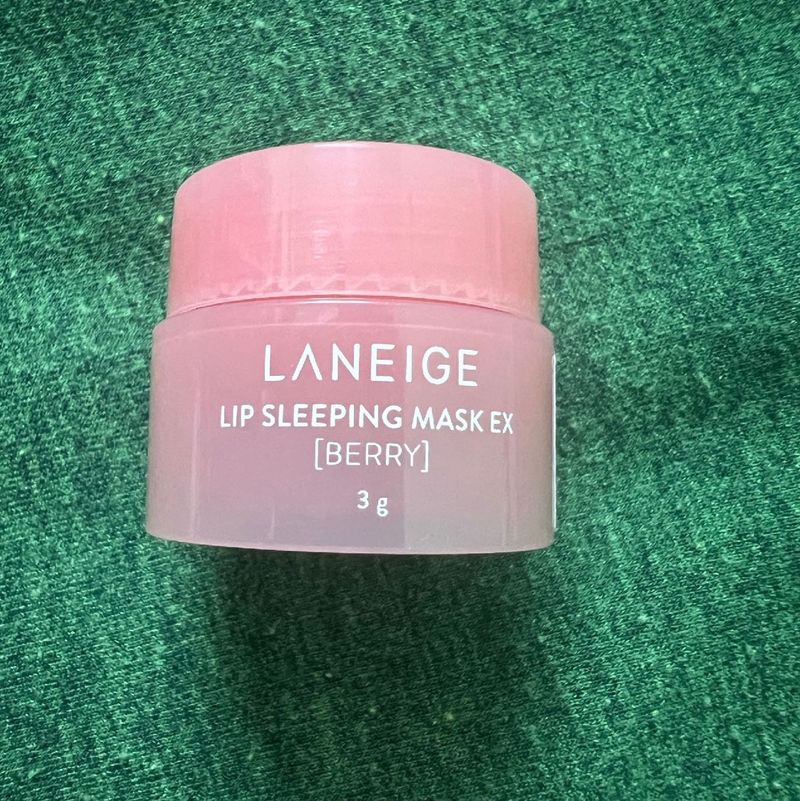 LANEIGE
LIP SLEEPING MASK EX
[BERRY]
3 g